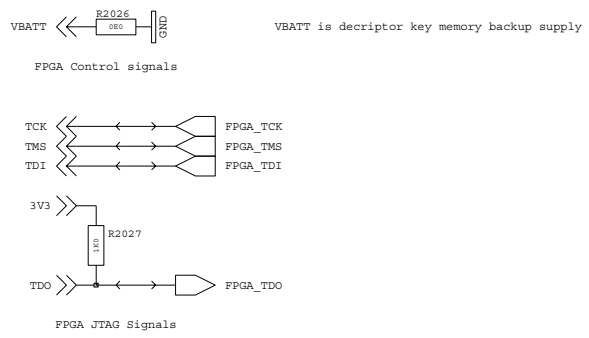 R2026
VBATT 0E0 GND VBATT is decriptor key memory backup supply
FPGA Control signals
TCK FPGA_TCK
TMS FPGA_TMS
TDI FPGA_TDI
3V3
R2027
1K0
TDO FPGA_TDO
FPGA JTAG Signals